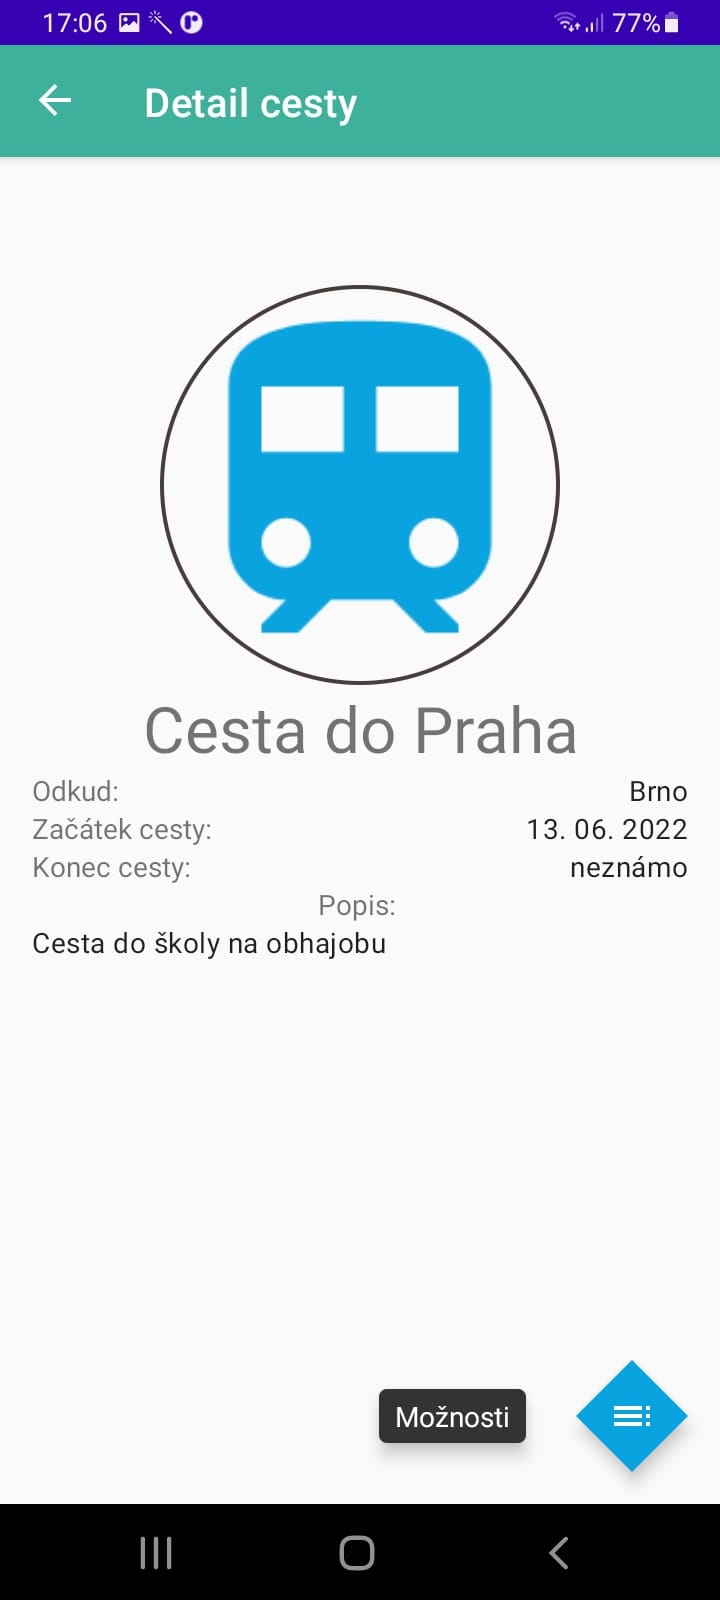 17:06 77%
Detail cesty
Cesta do Praha
Odkud: Brno
Začátek cesty: 13. 06. 2022
Konec cesty: neznámo
Popis:
Cesta do školy na obhajobu
Možnosti